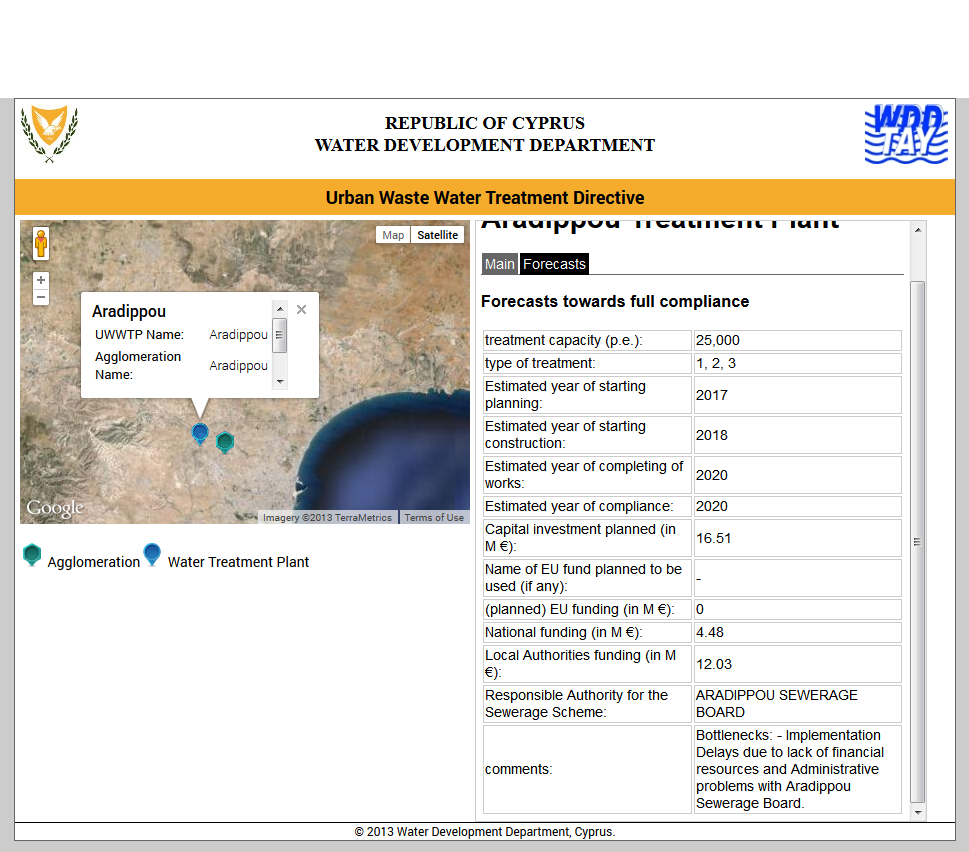 REPUBLIC OF CYPRUS
WATER DEVELOPMENT DEPARTMENT
WDD
TAY
Urban Waste Water Treatment Directive
Map
Satellite
Aradippou
UWWTP Name: Aradippou
Agglomeration
Name: Aradippou
Google
Imagery ©2013 TerraMetrics
Terms of Use
Agglomeration
Water Treatment Plant
Aradippou Treatment Plant
Main
Forecasts
Forecasts towards full compliance
treatment capacity (p.e.): 25,000
type of treatment: 1, 2, 3
Estimated year of starting
planning: 2017
Estimated year of starting
construction: 2018
Estimated year of completing of
works: 2020
Estimated year of compliance: 2020
Capital investment planned (in
M €): 16.51
Name of EU fund planned to be
used (if any): -
(planned) EU funding (in M €): 0
National funding (in M €): 4.48
Local Authorities funding (in M
€): 12.03
Responsible Authority for the
Sewerage Scheme:
ARADIPPOU SEWERAGE
BOARD
comments:
Bottlenecks: - Implementation
Delays due to lack of financial
resources and Administrative
problems with Aradippou
Sewerage Board.
© 2013 Water Development Department, Cyprus.